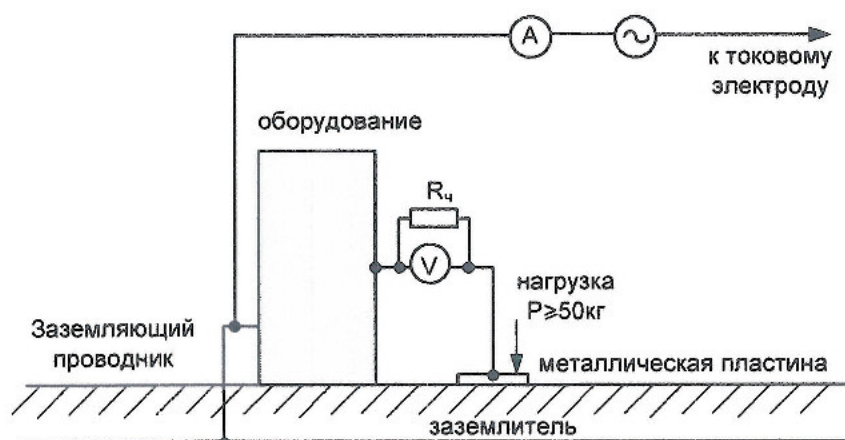 A
к токовому
электроду
оборудование
Rч
V
нагрузка
P⩾50кг
Заземляющий
проводник
металлическая пластина
заземлитель